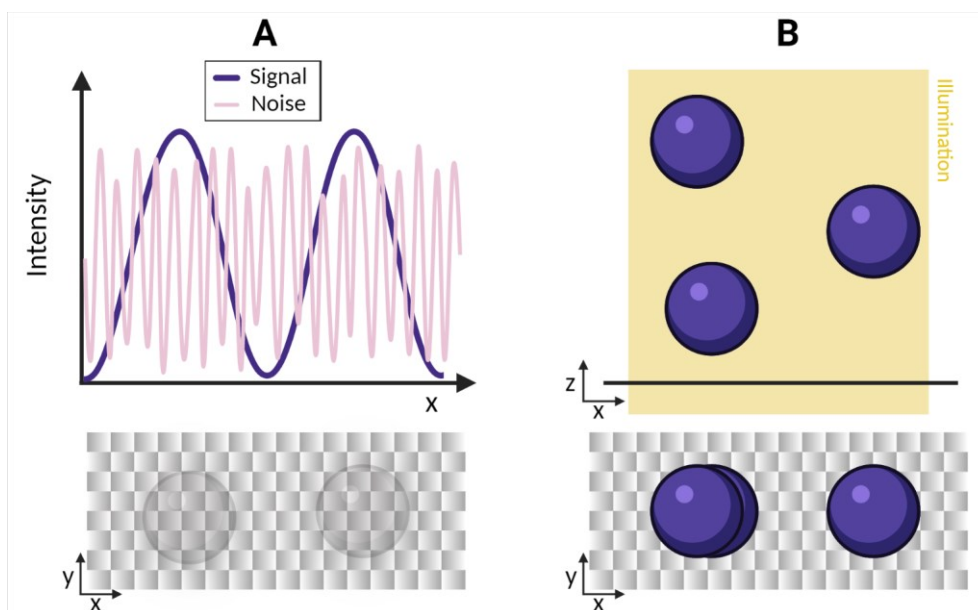 A
B
Signal
Noise
Intensity
x
Illumination
z
x
y
x
y
x